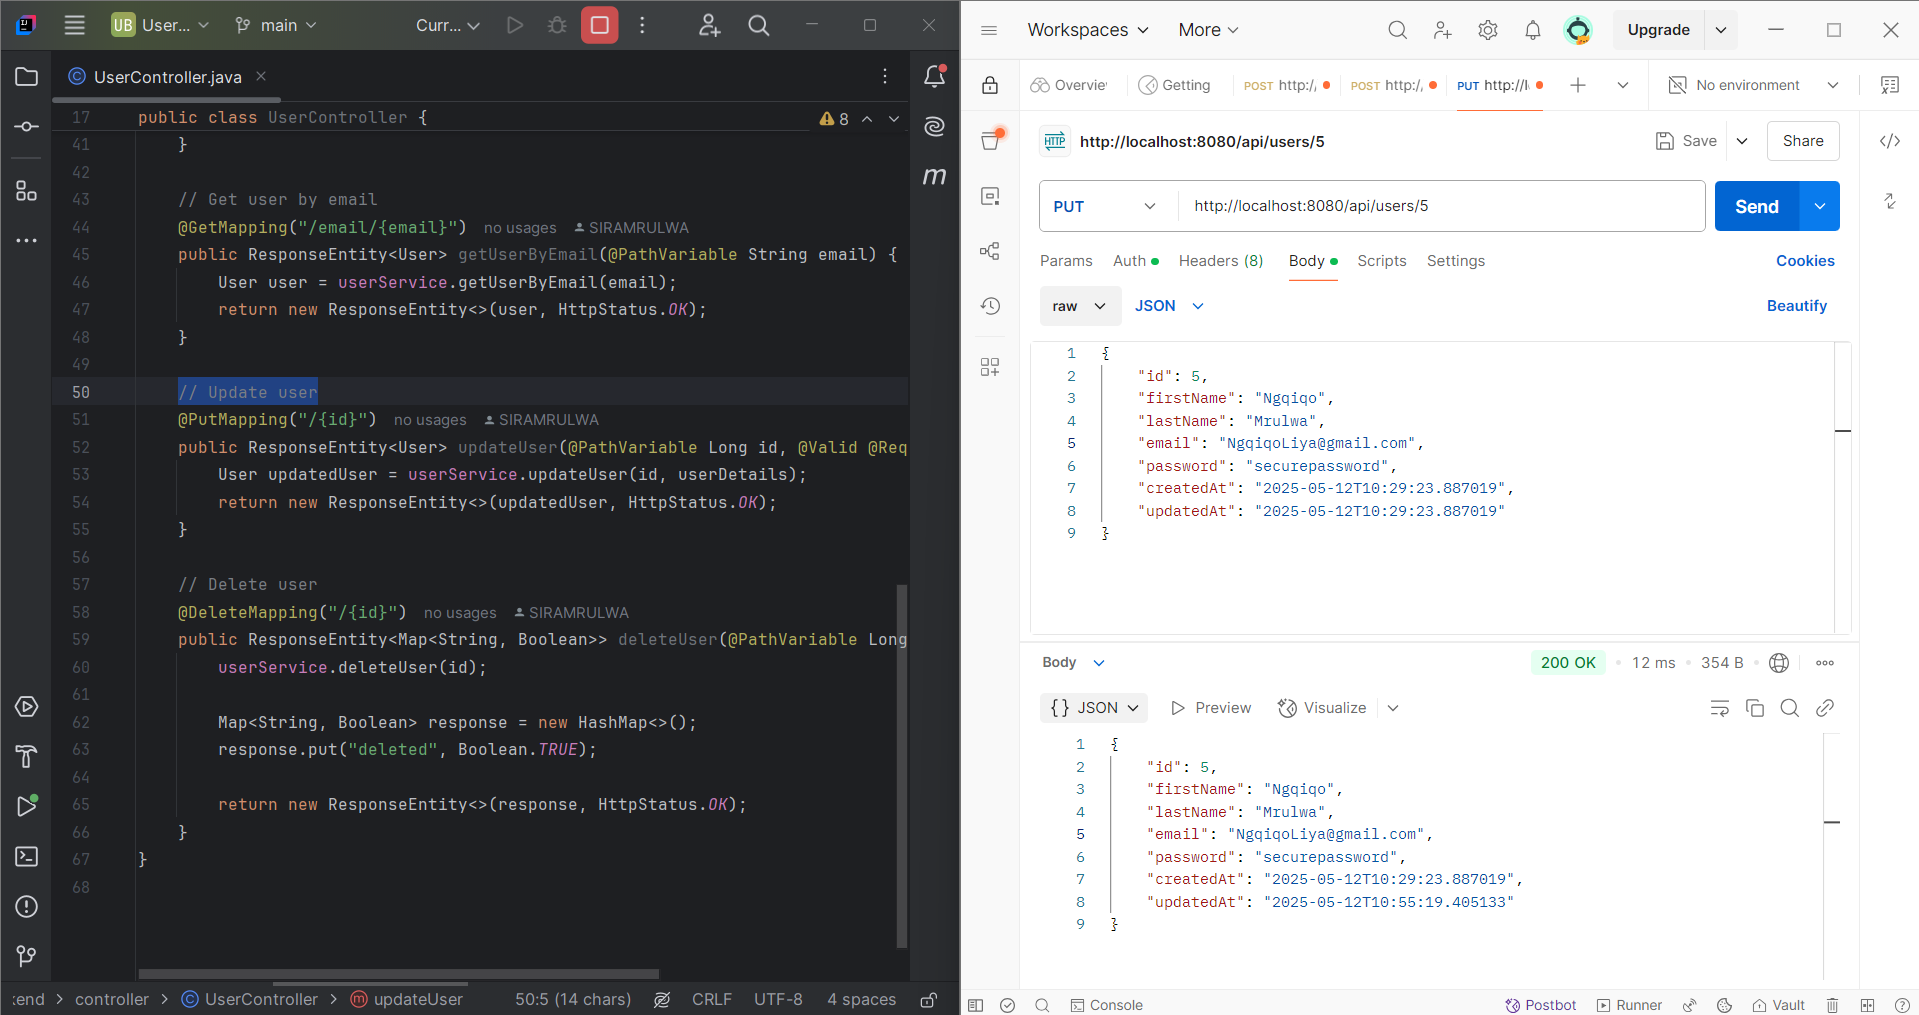 UB User...
main
Curr...
UserController.java
17 public class UserController {
8
41 }
42
43 // Get user by email
44 @GetMapping("/email/{email}") no usages SIRAMRULWA
45 public ResponseEntity<User> getUserByEmail(@PathVariable String email) {
46 User user = userService.getUserByEmail(email);
47 return new ResponseEntity<>(user, HttpStatus.OK);
48 }
49
50 // Update user
51 @PutMapping("/{id}") no usages SIRAMRULWA
52 public ResponseEntity<User> updateUser(@PathVariable Long id, @Valid @Req
53 User updatedUser = userService.updateUser(id, userDetails);
54 return new ResponseEntity<>(updatedUser, HttpStatus.OK);
55 }
56
57 // Delete user
58 @DeleteMapping("/{id}") no usages SIRAMRULWA
59 public ResponseEntity<Map<String, Boolean>> deleteUser(@PathVariable Long
60 userService.deleteUser(id);
61
62 Map<String, Boolean> response = new HashMap<>();
63 response.put("deleted", Boolean.TRUE);
64
65 return new ResponseEntity<>(response, HttpStatus.OK);
66 }
67 }
68
m
kend > controller > UserController > updateUser 50:5 (14 chars) CRLF UTF-8 4 spaces
Workspaces More Upgrade
Overvie Getting POST http:/, POST http:/, PUT http://l No environment
HTTP http://localhost:8080/api/users/5 Save Share
PUT http://localhost:8080/api/users/5 Send
Params Auth Headers (8) Body Scripts Settings Cookies
raw JSON Beautify
1 {
2 "id": 5,
3 "firstName": "Ngqiqo",
4 "lastName": "Mrulwa",
5 "email": "NgqiqoLiya@gmail.com",
6 "password": "securepassword",
7 "createdAt": "2025-05-12T10:29:23.887019",
8 "updatedAt": "2025-05-12T10:29:23.887019"
9 }
Body 200 OK 12 ms 354 B
{} JSON Preview Visualize
1 {
2 "id": 5,
3 "firstName": "Ngqiqo",
4 "lastName": "Mrulwa",
5 "email": "NgqiqoLiya@gmail.com",
6 "password": "securepassword",
7 "createdAt": "2025-05-12T10:29:23.887019",
8 "updatedAt": "2025-05-12T10:55:19.405133"
9 }
Console Postbot Runner Vault